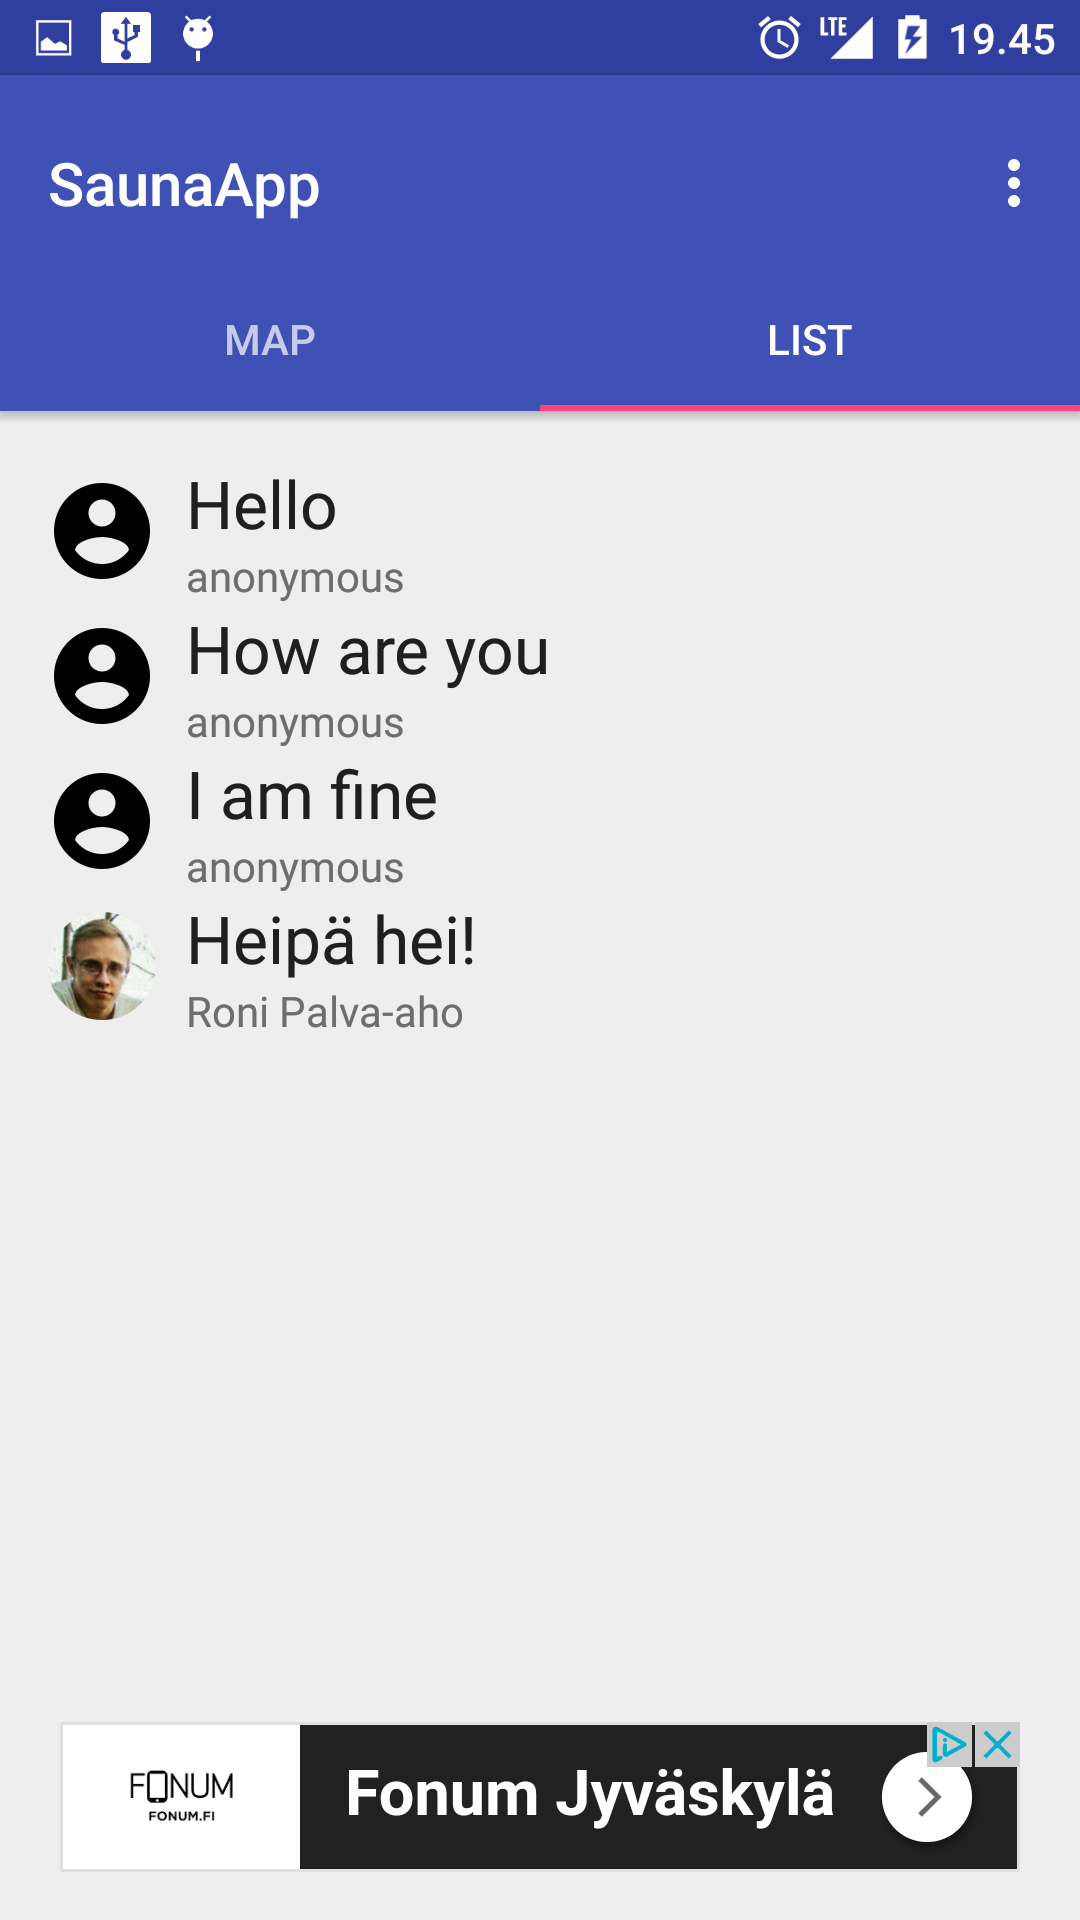 LTE 19.45
SaunaApp
MAP LIST
Hello
anonymous
How are you
anonymous
I am fine
anonymous
Heipä hei!
Roni Palva-aho
FONUM
FONUM.FI
Fonum Jyväskylä